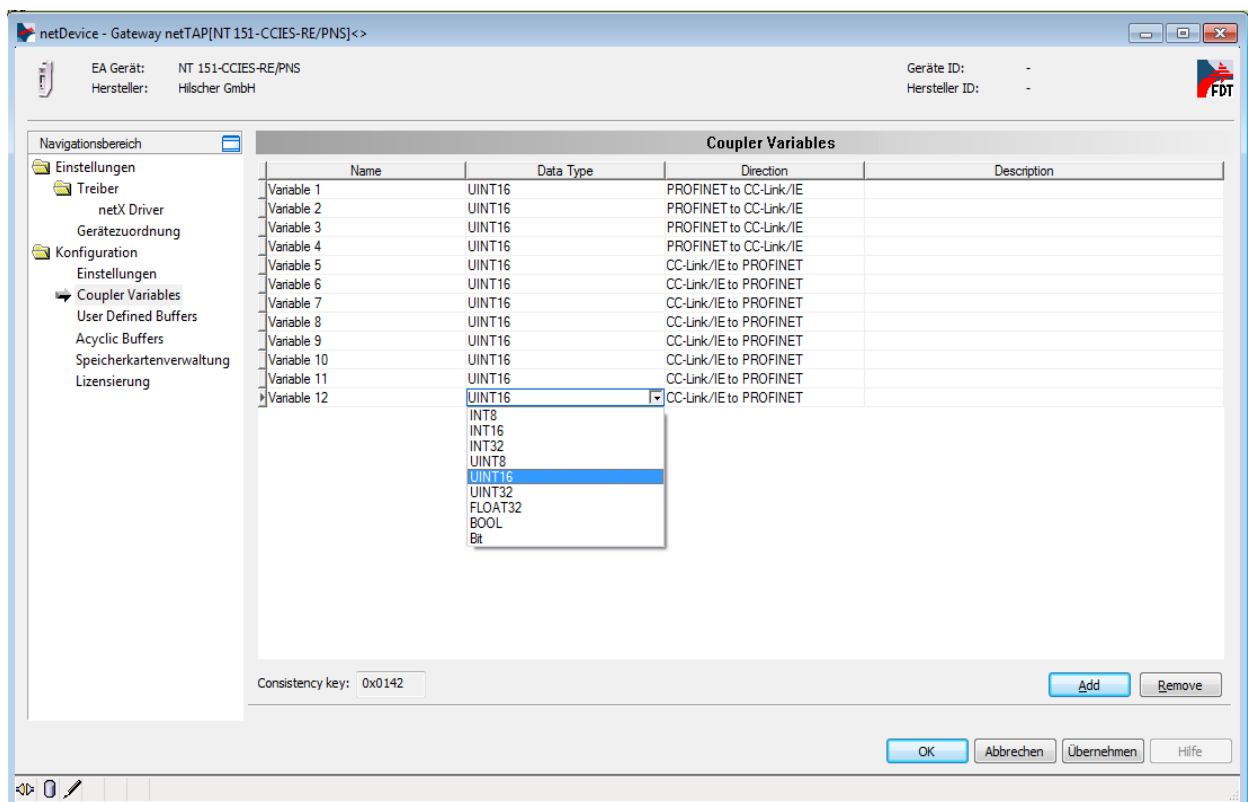 netDevice - Gateway netTAP[NT 151-CCIES-RE/PNS]<>
EA Gerät: NT 151-CCIES-RE/PNS Geräte ID: -
Hersteller: Hilscher GmbH Hersteller ID: -
FDT
Navigationsbereich
Einstellungen
Treiber
netX Driver
Gerätezuordnung
Konfiguration
Einstellungen
Coupler Variables
User Defined Buffers
Acyclic Buffers
Speicherkartenverwaltung
Lizensierung
Coupler Variables
Name Data Type Direction Description
Variable 1 UINT16 PROFINET to CC-Link/IE
Variable 2 UINT16 PROFINET to CC-Link/IE
Variable 3 UINT16 PROFINET to CC-Link/IE
Variable 4 UINT16 PROFINET to CC-Link/IE
Variable 5 UINT16 CC-Link/IE to PROFINET
Variable 6 UINT16 CC-Link/IE to PROFINET
Variable 7 UINT16 CC-Link/IE to PROFINET
Variable 8 UINT16 CC-Link/IE to PROFINET
Variable 9 UINT16 CC-Link/IE to PROFINET
Variable 10 UINT16 CC-Link/IE to PROFINET
Variable 11 UINT16 CC-Link/IE to PROFINET
Variable 12 UINT16 CC-Link/IE to PROFINET
INT8
INT16
INT32
UINT8
UINT16
UINT32
FLOAT32
BOOL
Bit
Consistency key: 0x0142 Add Remove
OK Abbrechen Übernehmen Hilfe